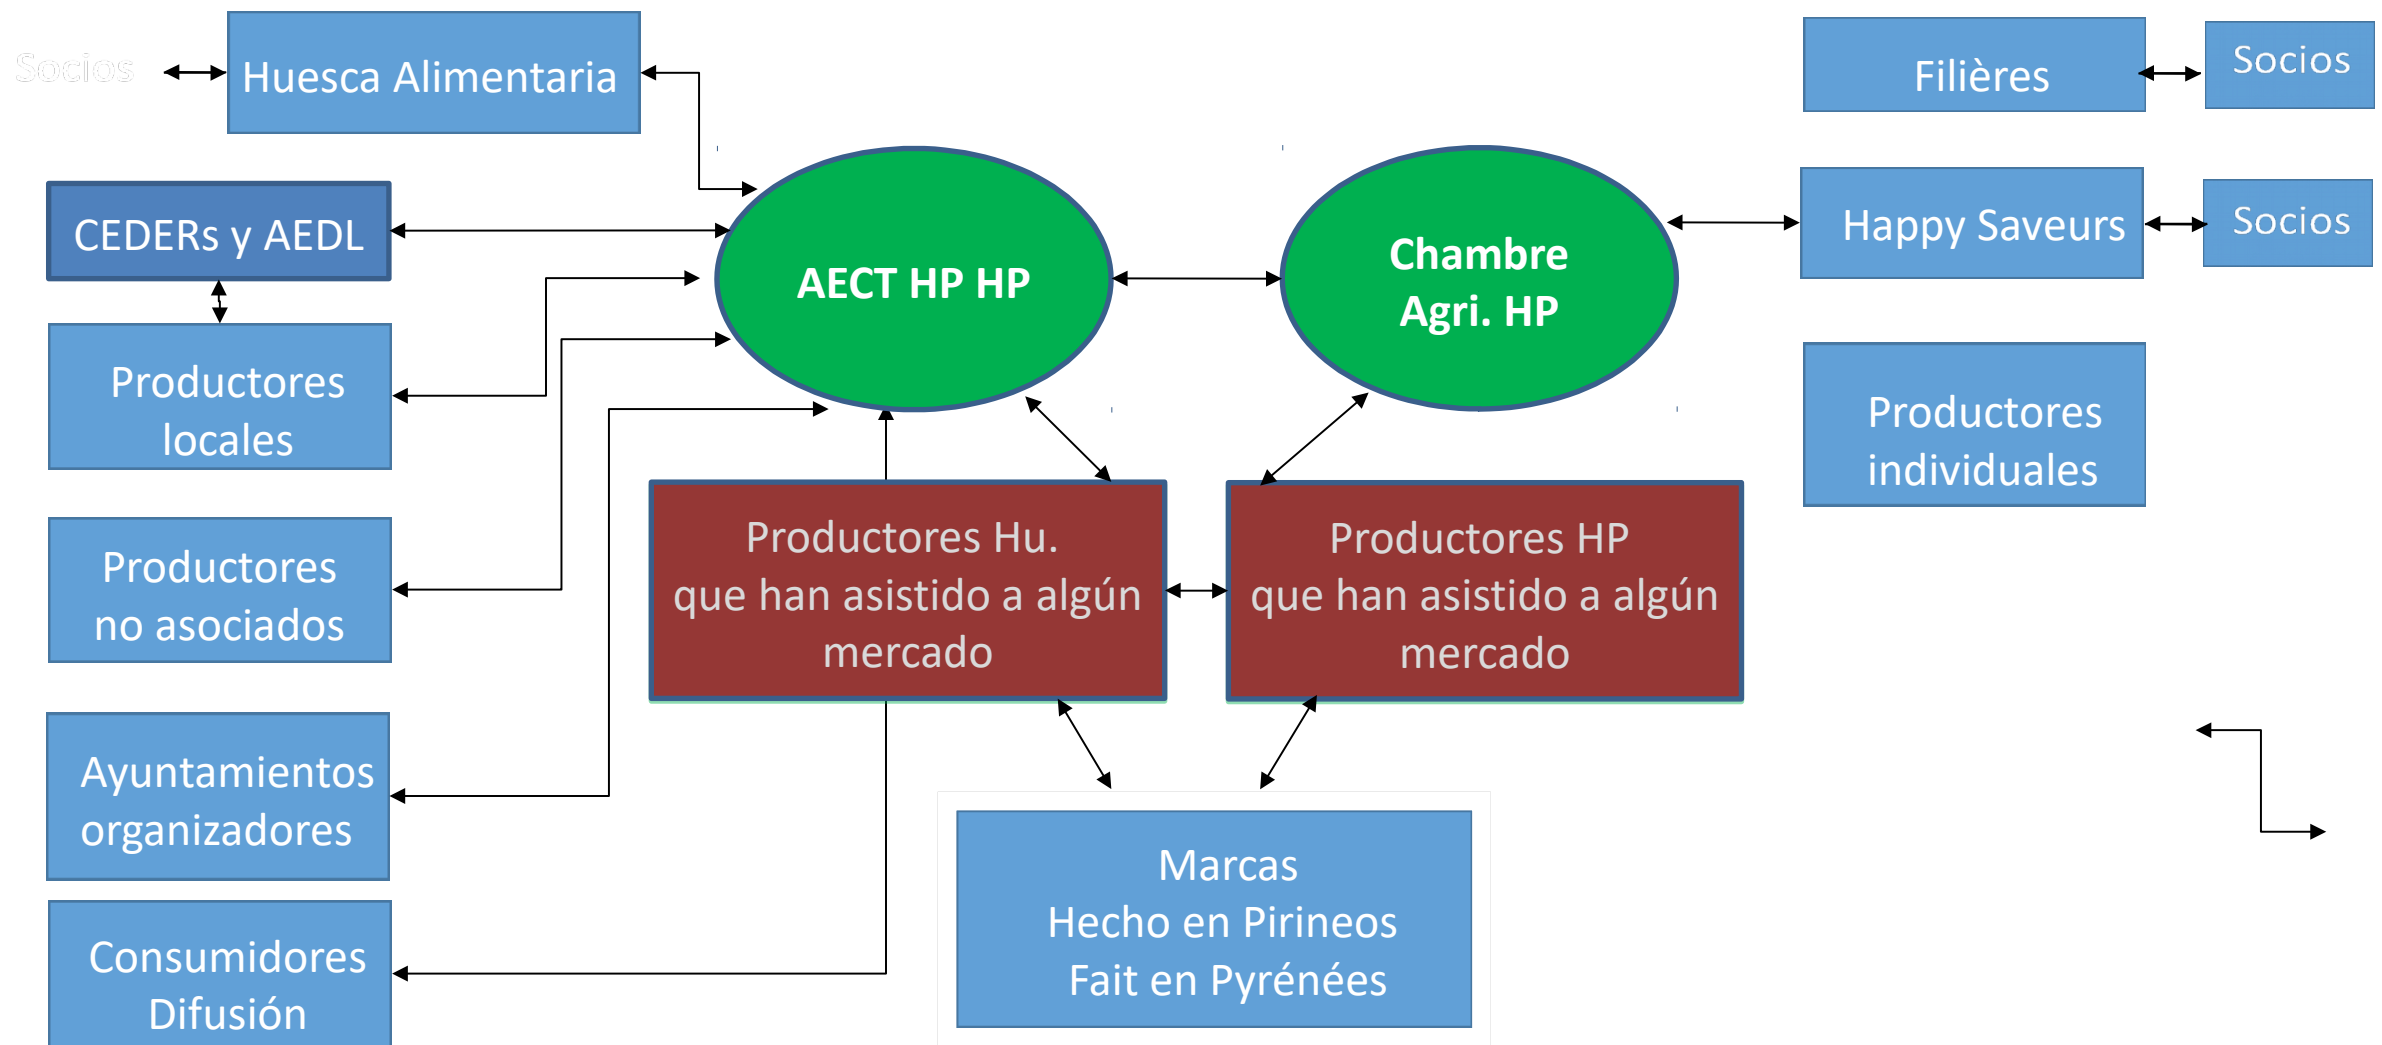 Socios
Huesca Alimentaria
Filières
Socios
CEDERs y AEDL
Happy Saveurs
Socios
AECT HP HP
Chambre
Agri. HP
Productores
locales
Productores
individuales
Productores
no asociados
Productores Hu.
que han asistido a algún
mercado
Productores HP
que han asistido a algún
mercado
Ayuntamientos
organizadores
Marcas
Hecho en Pirineos
Fait en Pyrénées
Consumidores
Difusión